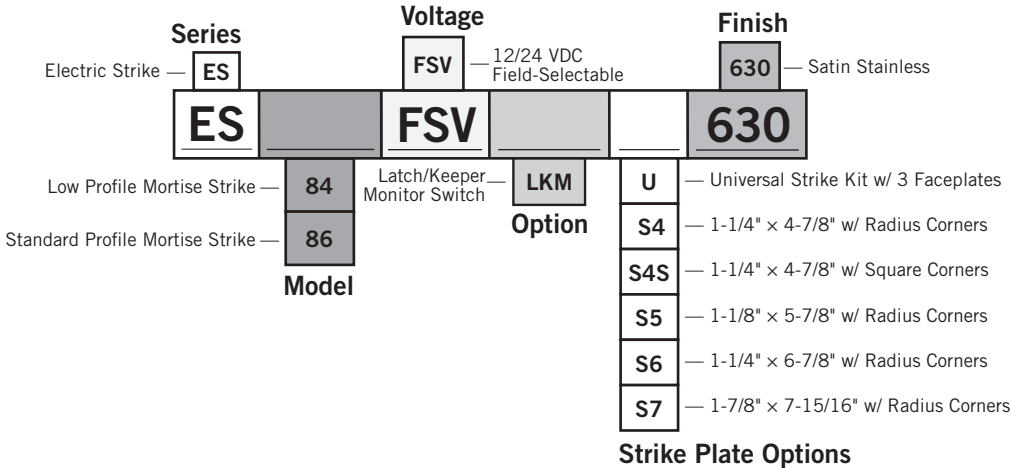 Voltage
Finish
Series
FSV
12/24 VDC
Field-Selectable
Electric Strike
ES
630
Satin Stainless
ES
FSV
630
Low Profile Mortise Strike
84
Latch/Keeper
Monitor Switch
LKM
U
Universal Strike Kit w/ 3 Faceplates
Option
S4
1-1/4" × 4-7/8" w/ Radius Corners
Standard Profile Mortise Strike
86
Model
S4S
1-1/4" × 4-7/8" w/ Square Corners
S5
1-1/8" × 5-7/8" w/ Radius Corners
S6
1-1/4" × 6-7/8" w/ Radius Corners
S7
1-7/8" × 7-15/16" w/ Radius Corners
Strike Plate Options